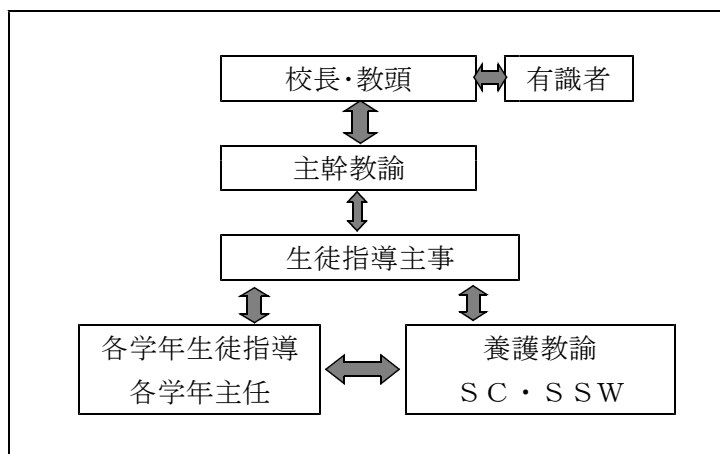 校長・教頭
有識者
主幹教諭
生徒指導主事
各学年生徒指導
各学年主任
養護教諭
ＳＣ・ＳＳＷ